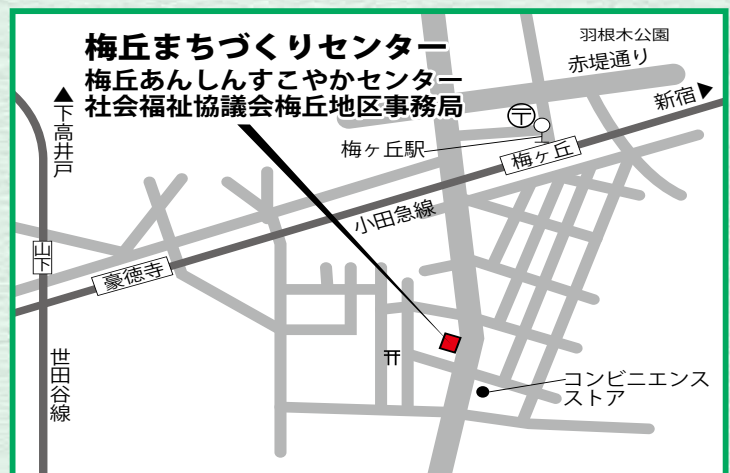 梅丘まちづくりセンター
梅丘あんしんすこやかセンター
社会福祉協議会梅丘地区事務局
羽根木公園
赤堤通り
新宿▶
▲下高井戸
梅ヶ丘駅
梅ヶ丘
小田急線
山下
豪徳寺
世田谷線
コンビニエンス
ストア